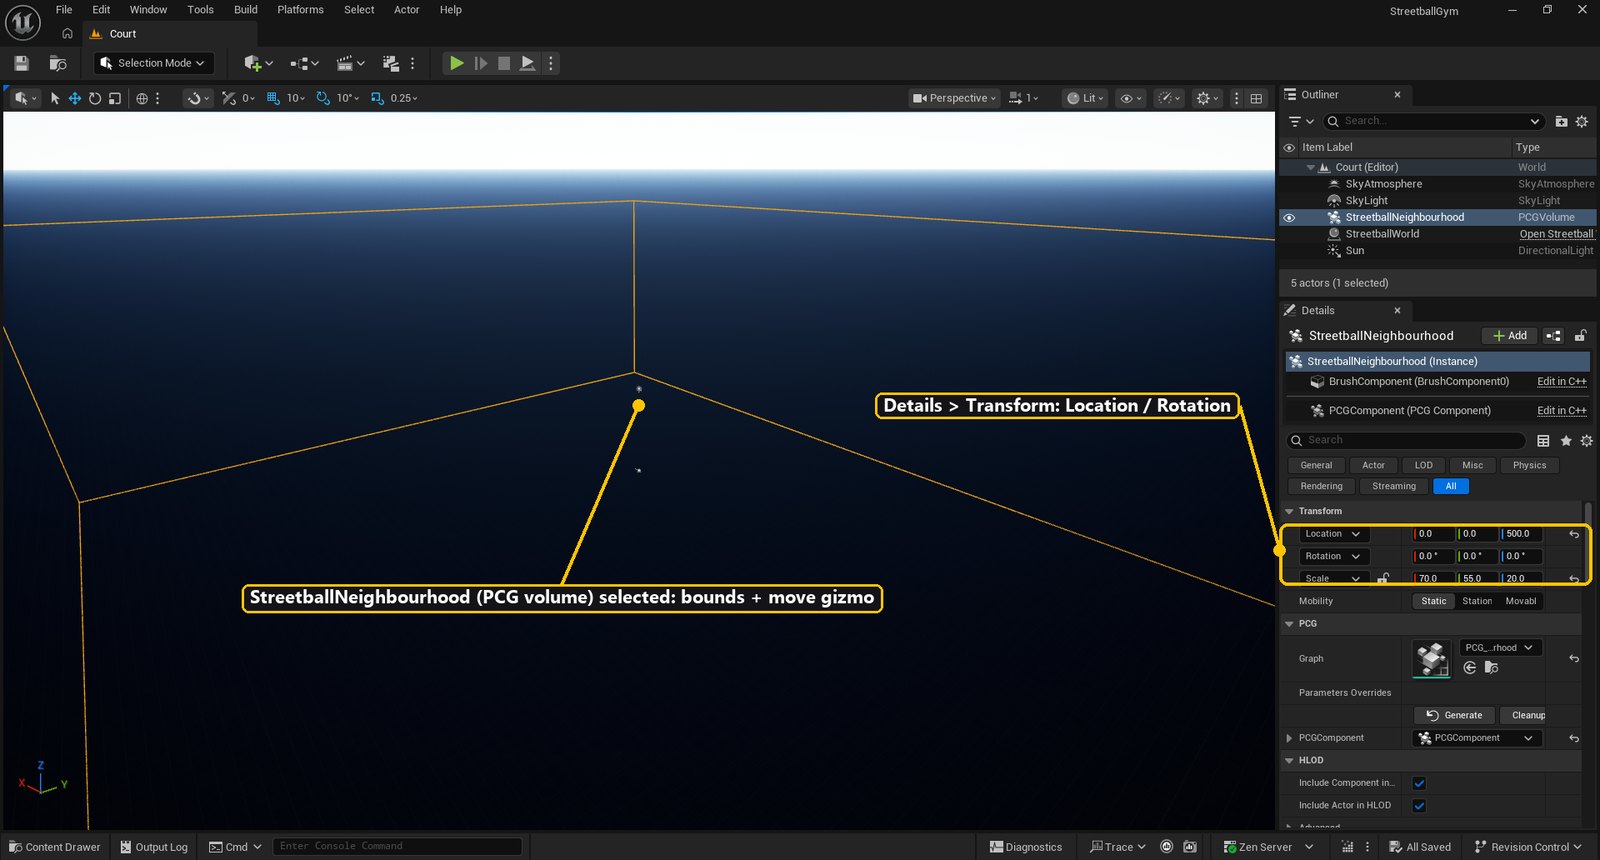 File Edit Window Tools Build Platforms Select Actor Help
StreetballGym
Court
Selection Mode
0 10 10° 0.25
Perspective 1 Lit
Outliner
Search...
Item Label Type
Court (Editor) World
SkyAtmosphere SkyAtmosphere
SkyLight SkyLight
StreetballNeighbourhood PCGVolume
StreetballWorld Open Streetball
Sun DirectionalLight
5 actors (1 selected)
Details
StreetballNeighbourhood Add
StreetballNeighbourhood (Instance)
BrushComponent (BrushComponent0) Edit in C++
PCGComponent (PCG Component) Edit in C++
Search
General Actor LOD Misc Physics
Rendering Streaming All
Transform
Location 0.0 0.0 500.0
Rotation 0.0 ° 0.0 ° 0.0 °
Scale 70.0 55.0 20.0
Mobility Static Station Movabl
PCG
Graph PCG_...rhood
Parameters Overrides
Generate Cleanup
PCGComponent PCGComponent
HLOD
Include Component in...
Include Actor in HLOD
Advanced
Details > Transform: Location / Rotation
StreetballNeighbourhood (PCG volume) selected: bounds + move gizmo
Z
X Y
Content Drawer Output Log Cmd Enter Console Command Diagnostics Trace Zen Server All Saved Revision Control